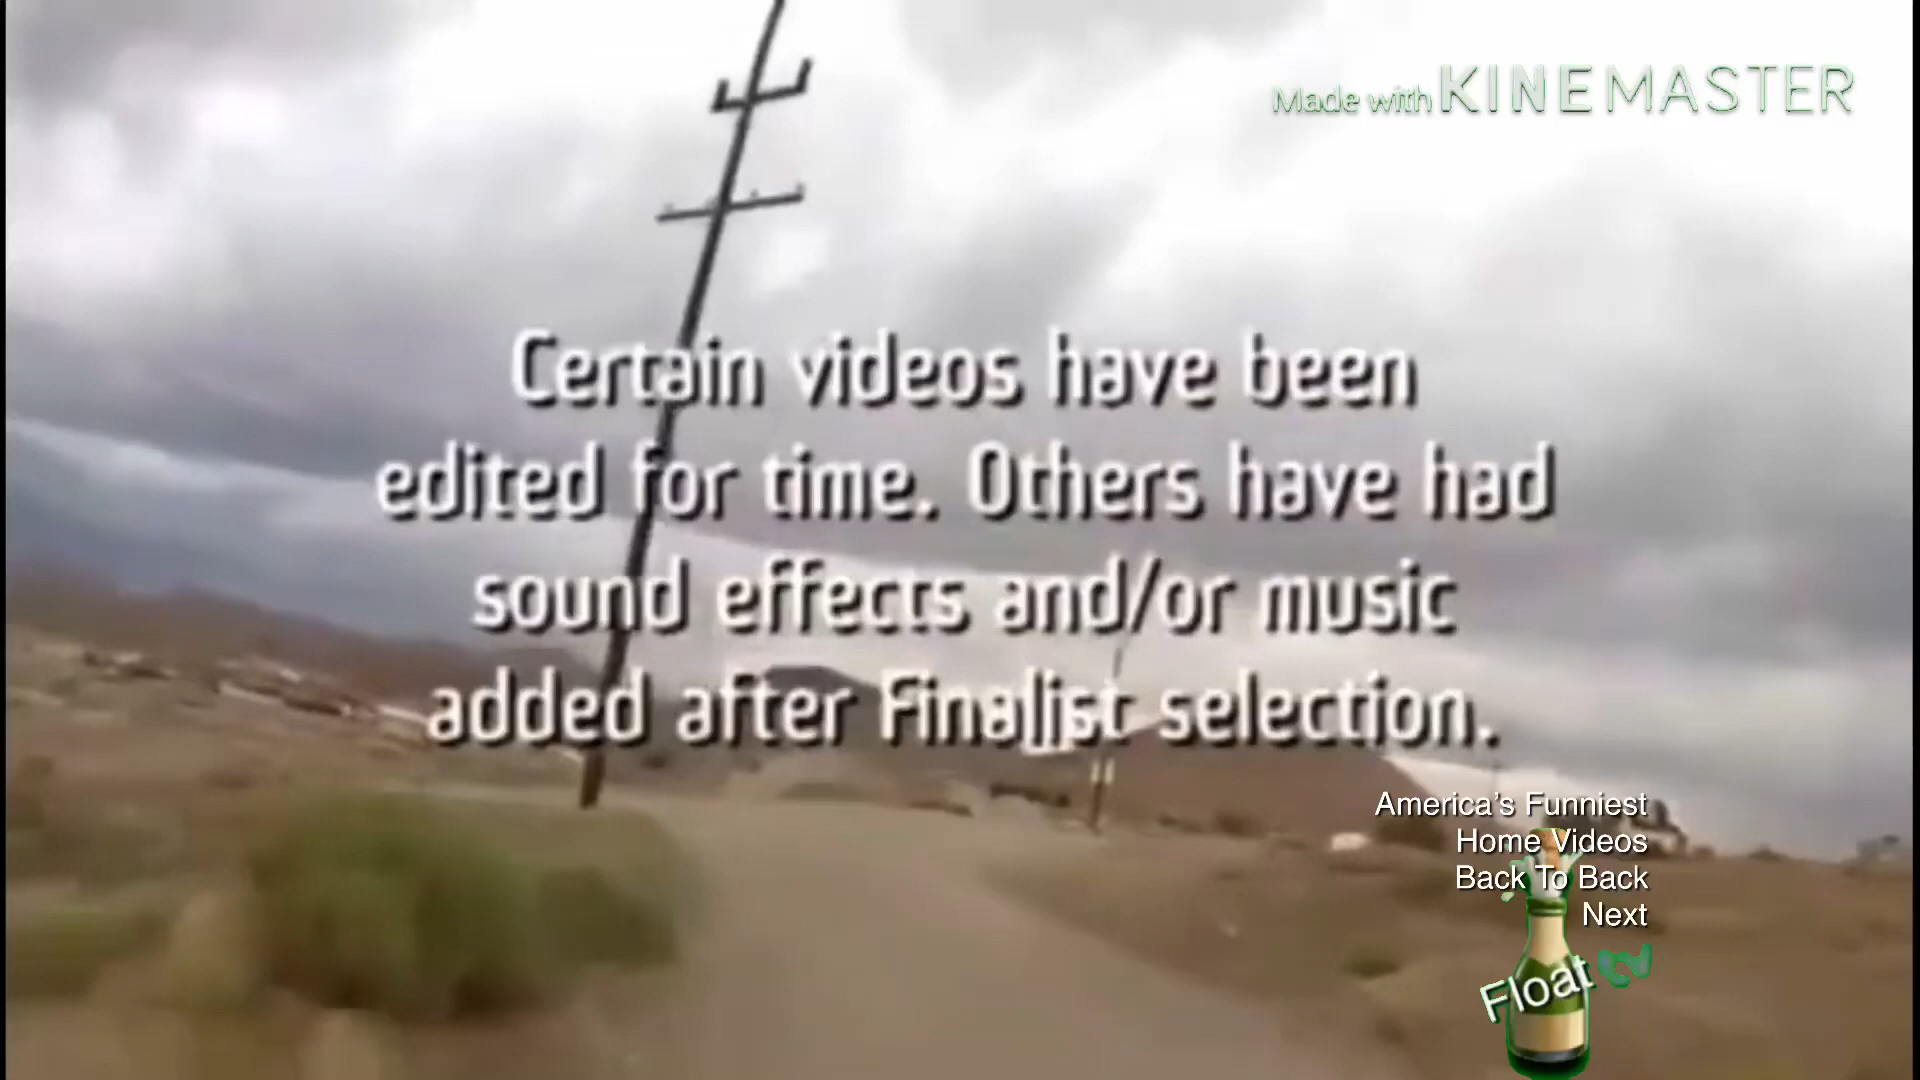 Made with KINEMASTER
Certain videos have been
edited for time. Others have had
sound effects and/or music
added after Finalist selection.
America's Funniest
Home Videos
Back To Back
Next
Float